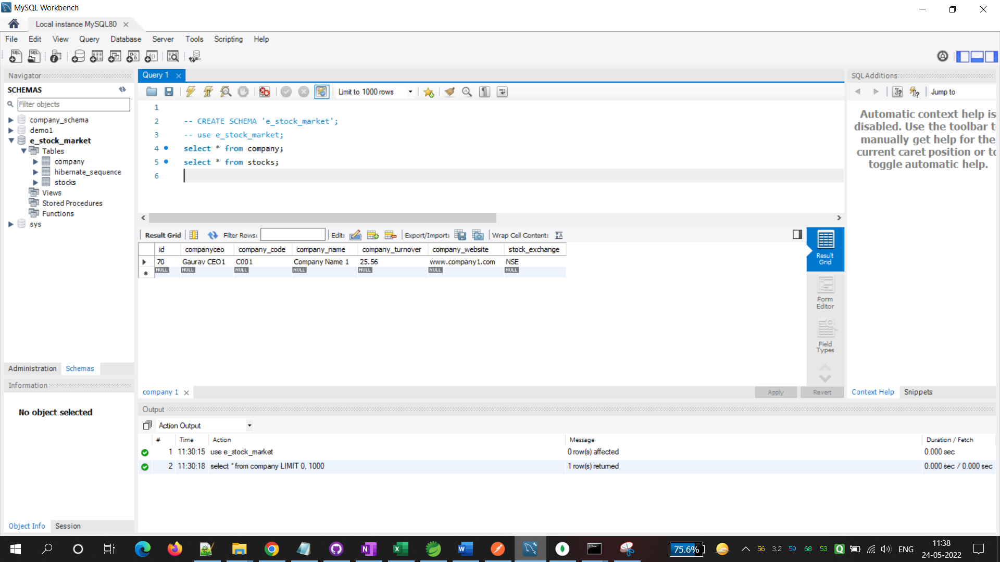 MySQL Workbench
Local instance MySQL80
File Edit View Query Database Server Tools Scripting Help
Navigator
SCHEMAS
Filter objects
company_schema
demo1
e_stock_market
Tables
company
hibernate_sequence
stocks
Views
Stored Procedures
Functions
sys
Administration Schemas
Information
No object selected
Object Info Session
Query 1
Limit to 1000 rows
1
2 -- CREATE SCHEMA 'e_stock_market';
3 -- use e_stock_market;
4 select * from company;
5 select * from stocks;
6
Result Grid Filter Rows: Edit: Export/Import: Wrap Cell Content:
id companyceo company_code company_name company_turnover company_website stock_exchange
70 Gaurav CEO1 C001 Company Name 1 25.56 www.company1.com NSE
NULL NULL NULL NULL NULL NULL NULL
Result Grid
Form Editor
Field Types
company 1
Apply Revert
SQLAdditions
Jump to
Automatic context help is
disabled. Use the toolbar t
manually get help for the
current caret position or to
toggle automatic help.
Context Help Snippets
Output
Action Output
# Time Action Message Duration / Fetch
1 11:30:15 use e_stock_market 0 row(s) affected 0.000 sec
2 11:30:18 select * from company LIMIT 0, 1000 1 row(s) returned 0.000 sec / 0.000 sec
75.6% 56 3.2 59 68 53 ENG 11:38
24-05-2022